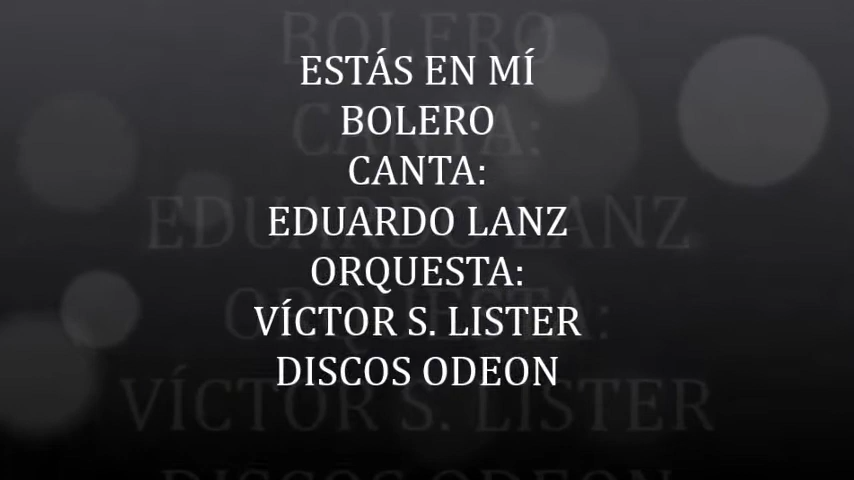 ESTÁS EN MÍ
BOLERO
CANTA:
EDUARDO LANZ
ORQUESTA:
VÍCTOR S. LISTER
DISCOS ODEON